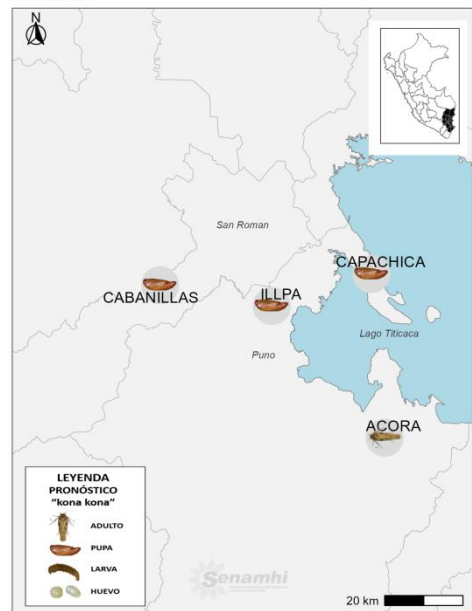 N
San Roman
CAPACHICA
CABANILLAS
ILLPA
Lago Titicaca
Puno
ACORA
LEYENDA
PRONÓSTICO
"kona kona"
ADULTO
PUPA
LARVA
HUEVO
Senamhi
20 km